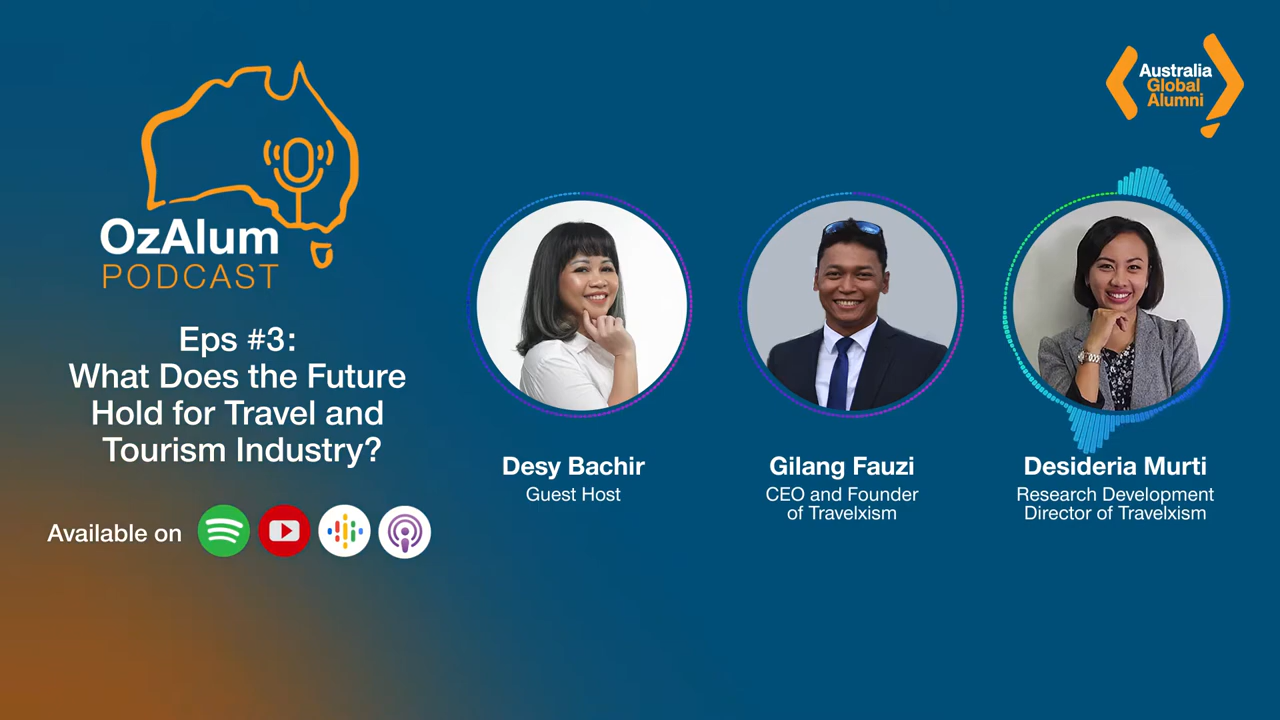 OzAlum
PODCAST
Eps #3:
What Does the Future
Hold for Travel and
Tourism Industry?
Available on
Australia
Global
Alumni
Desy Bachir
Guest Host
Gilang Fauzi
CEO and Founder
of Travelxism
Desideria Murti
Research Development
Director of Travelxism